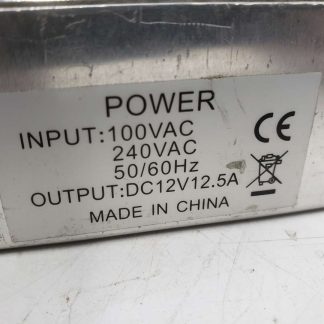 POWER
INPUT:100VAC
240VAC
50/60Hz
OUTPUT:DC12V12.5A
MADE IN CHINA
CE